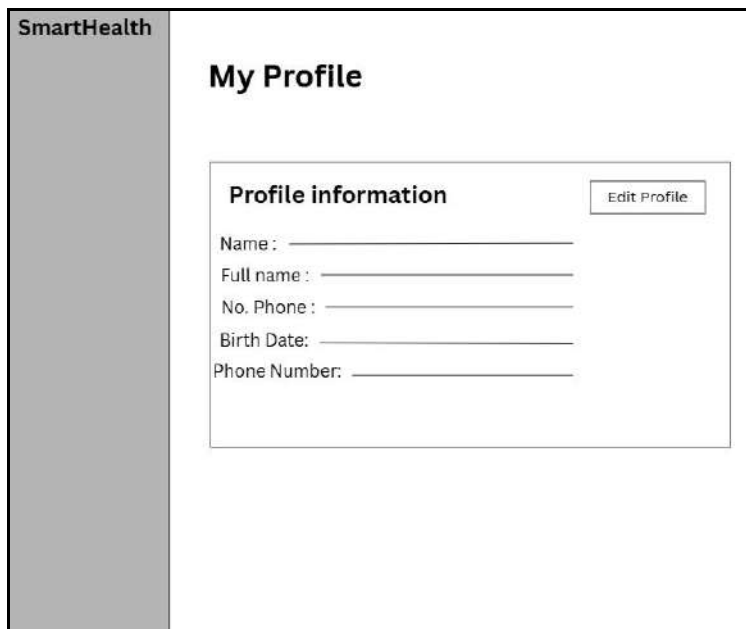 SmartHealth
My Profile
Profile information
Edit Profile
Name :
Full name :
No. Phone :
Birth Date:
Phone Number: